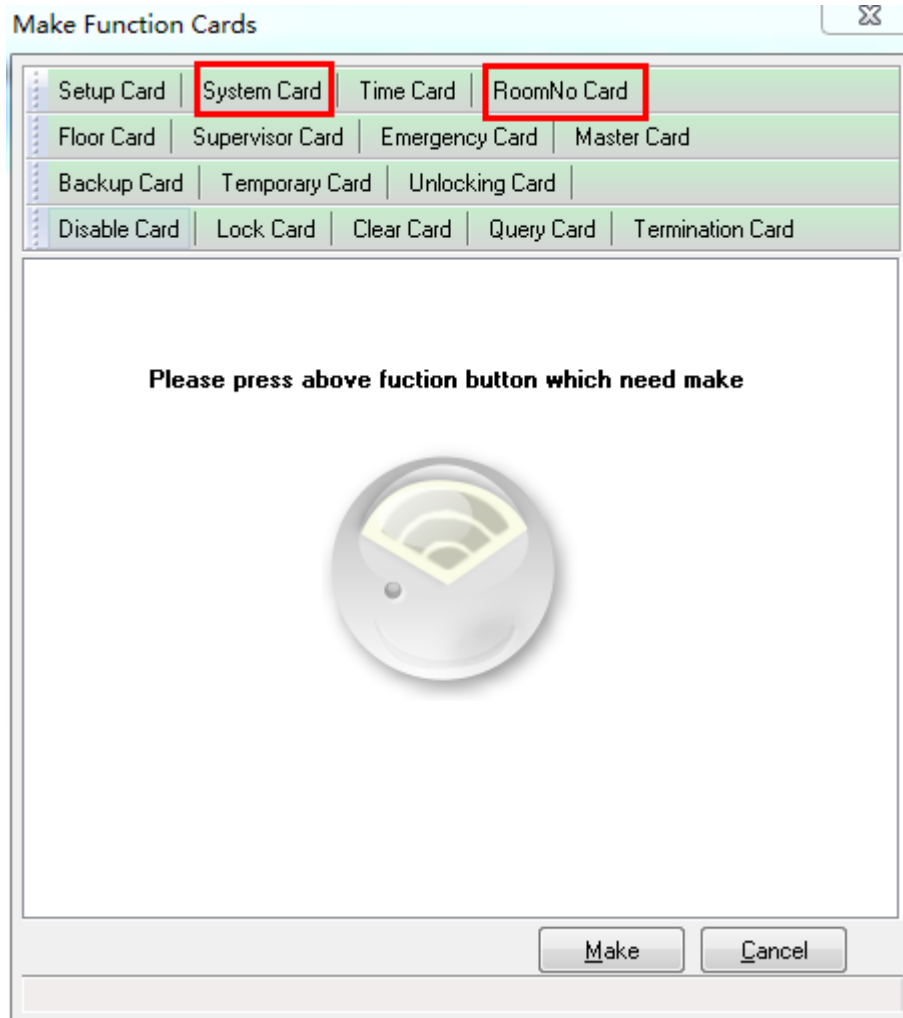 Make Function Cards
Setup Card System Card Time Card RoomNo Card
Floor Card Supervisor Card Emergency Card Master Card
Backup Card Temporary Card Unlocking Card
Disable Card Lock Card Clear Card Query Card Termination Card
Please press above fuction button which need make
Make Cancel